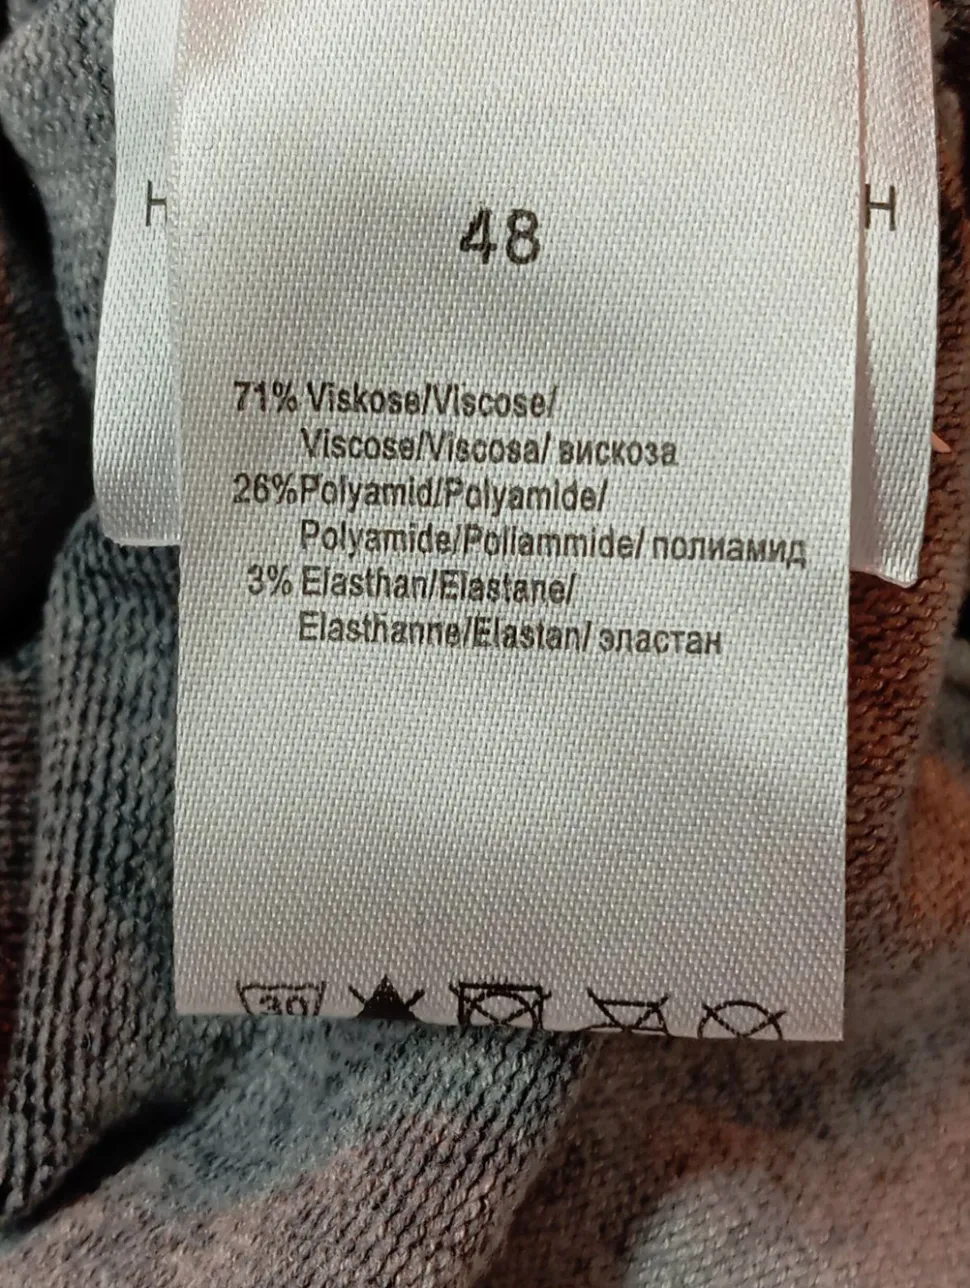 H
48
H
71% Viskose/Viscose/
Viscose/Viscosa/ вискоза
26%Polyamid/Polyamide/
Polyamide/Poliammide/ полиамид
3% Elasthan/Elastane/
Elasthanne/Elastan/ эластан
30